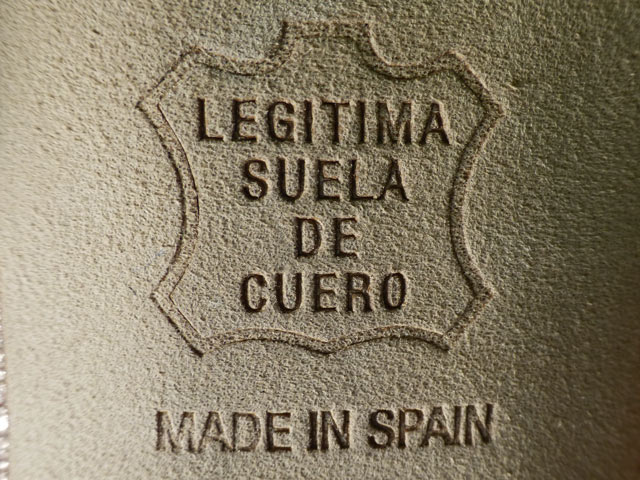 LEGITIMA
SUELA
DE
CUERO
MADE IN SPAIN